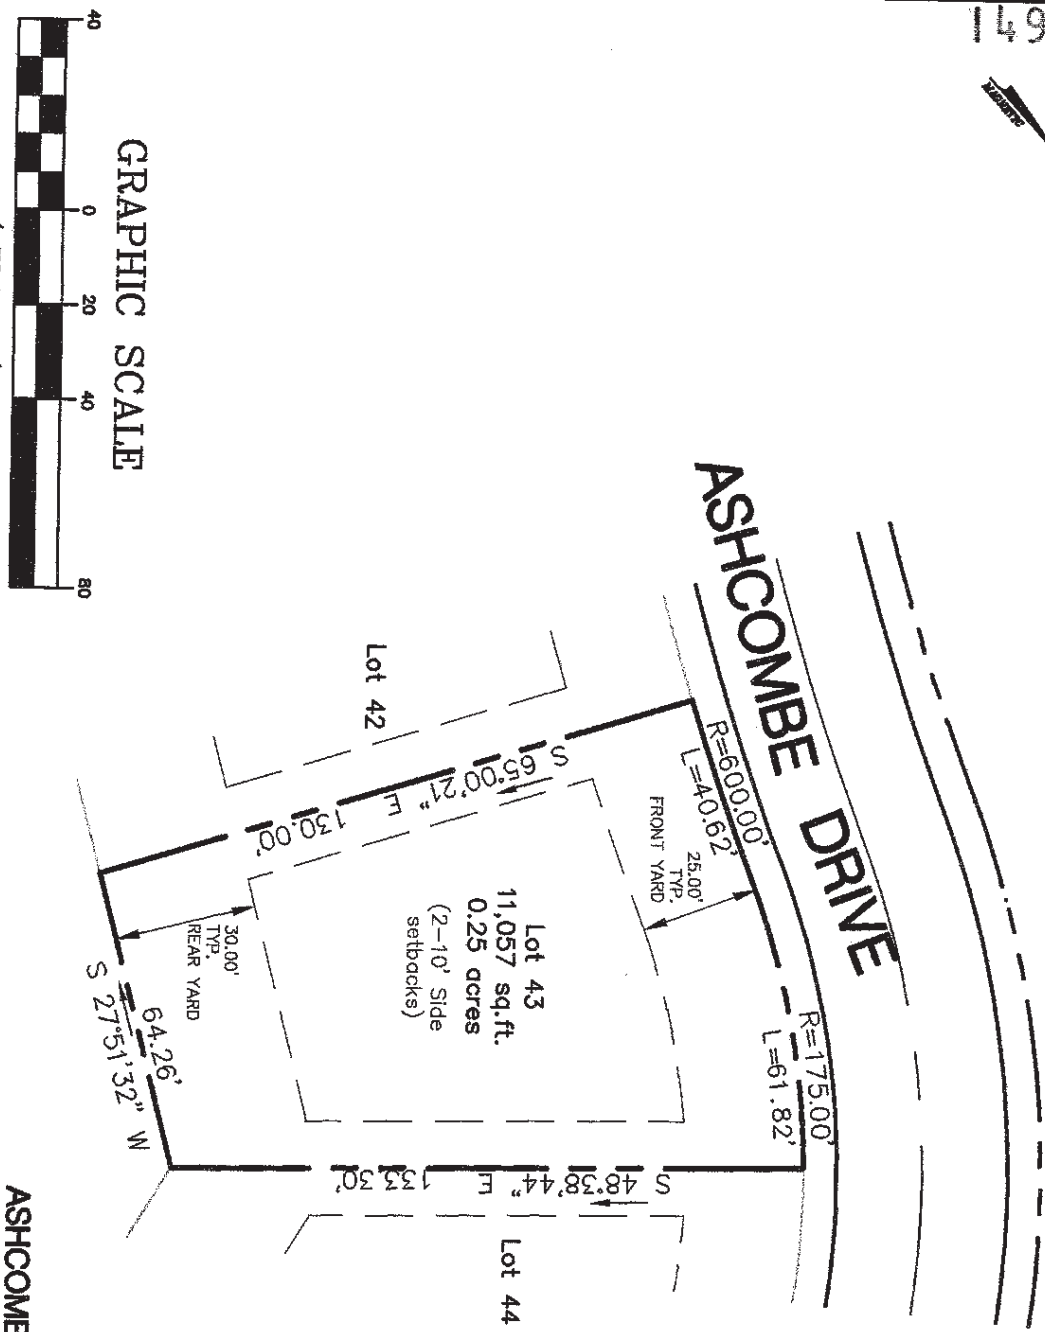 149
GRAPHIC SCALE
40
0
20
40
80
ASHCOMBE DRIVE
R=600.00'
L=40.62'
R=175.00'
L=61.82'
25.00'
TYP.
FRONT YARD
Lot 42
S 65°00'21" E 130.00'
Lot 43
11,057 sq.ft.
0.25 acres
(2-10' Side
setbacks)
30.00'
TYP.
REAR YARD
64.26'
S 27°51'32" W
S 48°38'44" E 133.30'
Lot 44
ASHCOMBE